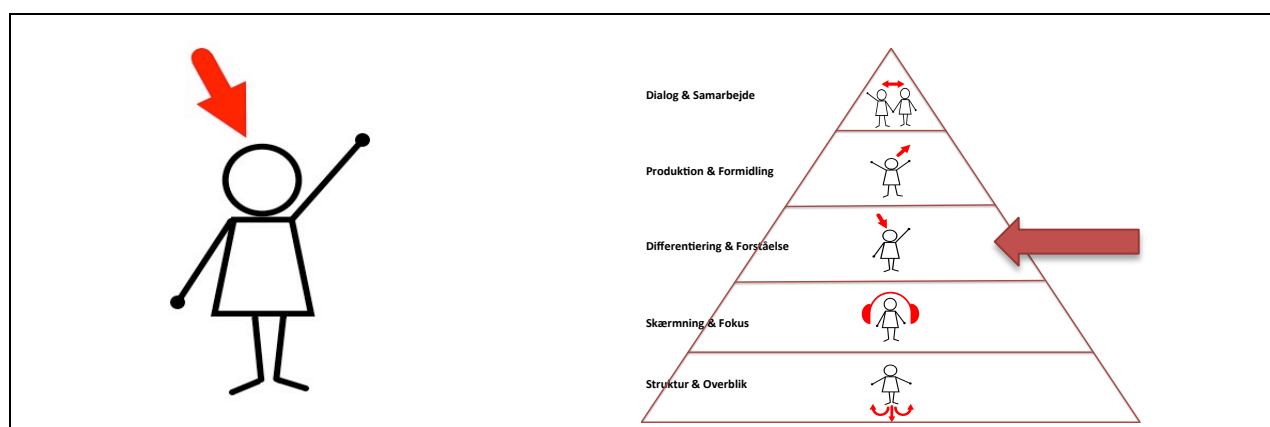 Dialog & Samarbejde
Produktion & Formidling
Differentiering & Forståelse
Skærmning & Fokus
Struktur & Overblik